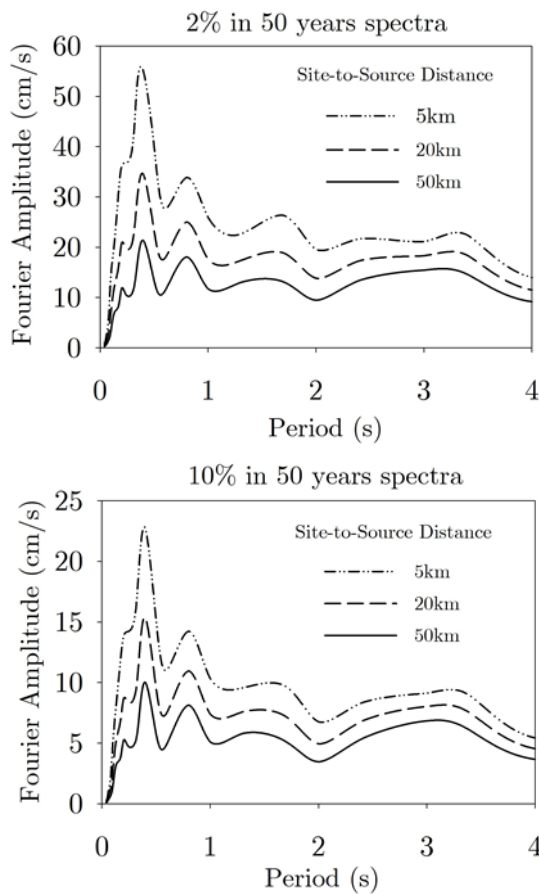 2% in 50 years spectra
Fourier Amplitude (cm/s)
60
50
40
30
20
10
0
Site-to-Source Distance
5km
20km
50km
0 1 2 3 4
Period (s)
10% in 50 years spectra
Fourier Amplitude (cm/s)
25
20
15
10
5
0
Site-to-Source Distance
5km
20km
50km
0 1 2 3 4
Period (s)